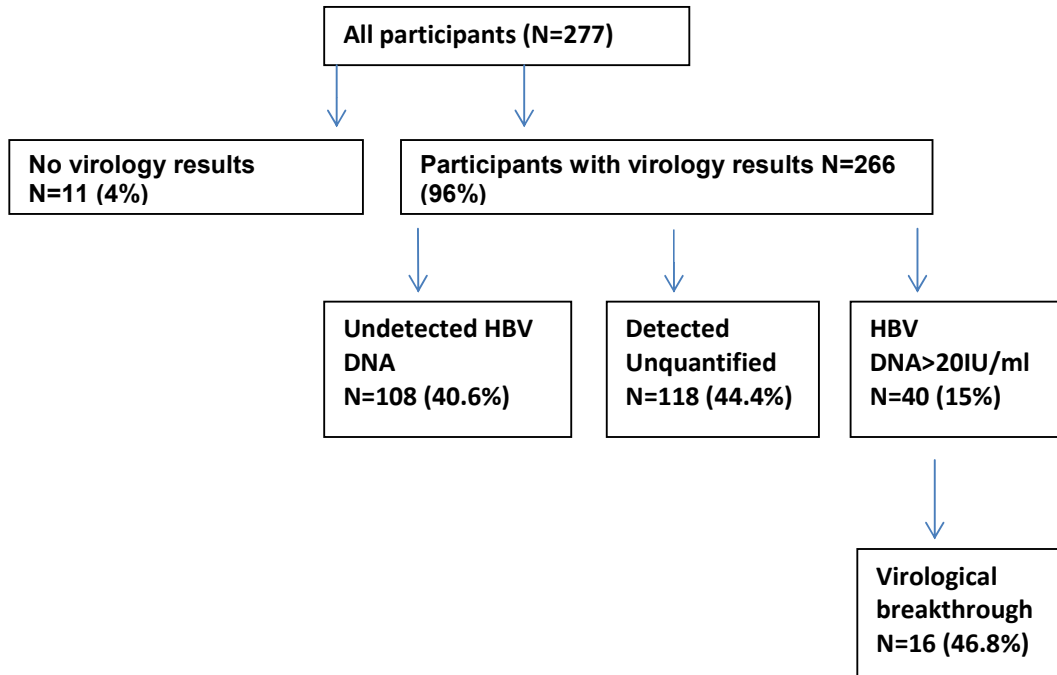 All participants (N=277)
No virology results
N=11 (4%)
Participants with virology results N=266
(96%)
Undetected HBV
DNA
N=108 (40.6%)
Detected
Unquantified
N=118 (44.4%)
HBV
DNA>20IU/ml
N=40 (15%)
Virological
breakthrough
N=16 (46.8%)